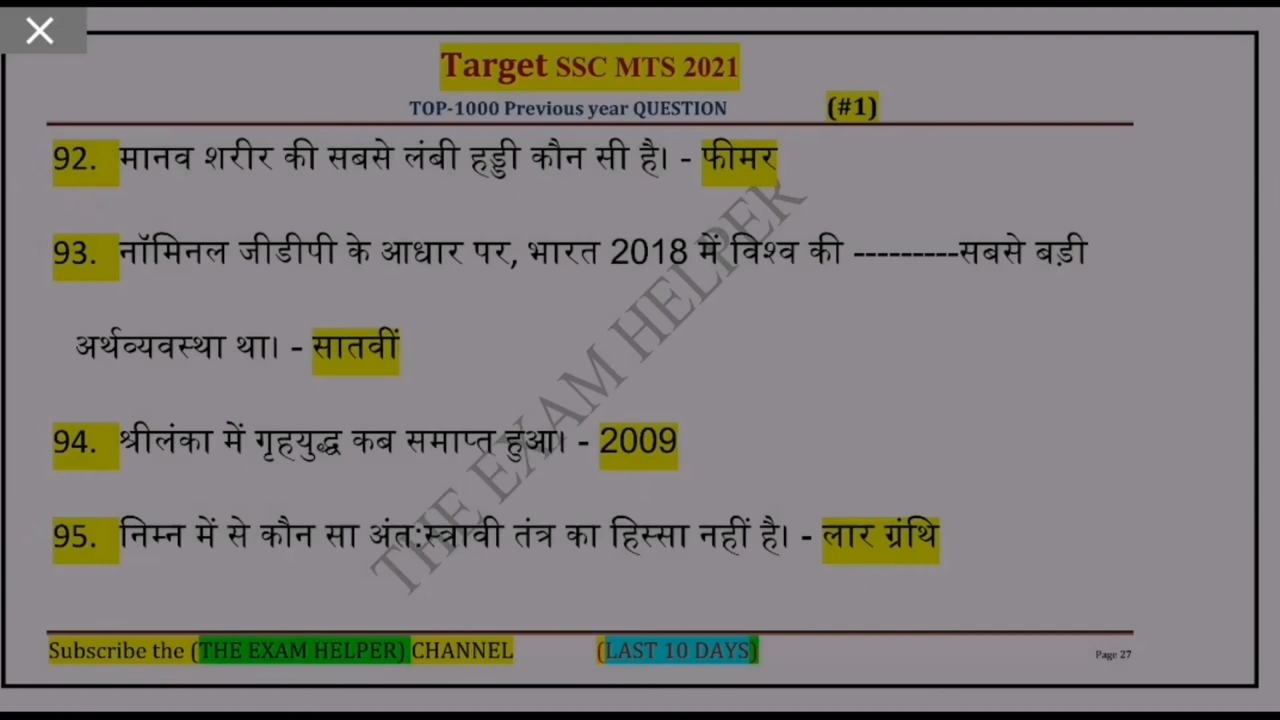 Target SSC MTS 2021
TOP-1000 Previous year QUESTION (#1)
92. मानव शरीर की सबसे लंबी हड्डी कौन सी है। - फीमर
93. नॉमिनल जीडीपी के आधार पर, भारत 2018 में विश्व की ---------सबसे बड़ी
अर्थव्यवस्था था। - सातवीं
94. श्रीलंका में गृहयुद्ध कब समाप्त हुआ। - 2009
95. निम्न में से कौन सा अंत:स्त्रावी तंत्र का हिस्सा नहीं है। - लार ग्रंथि
THE EXAM HELPER
Subscribe the (THE EXAM HELPER) CHANNEL (LAST 10 DAYS)
Page 27